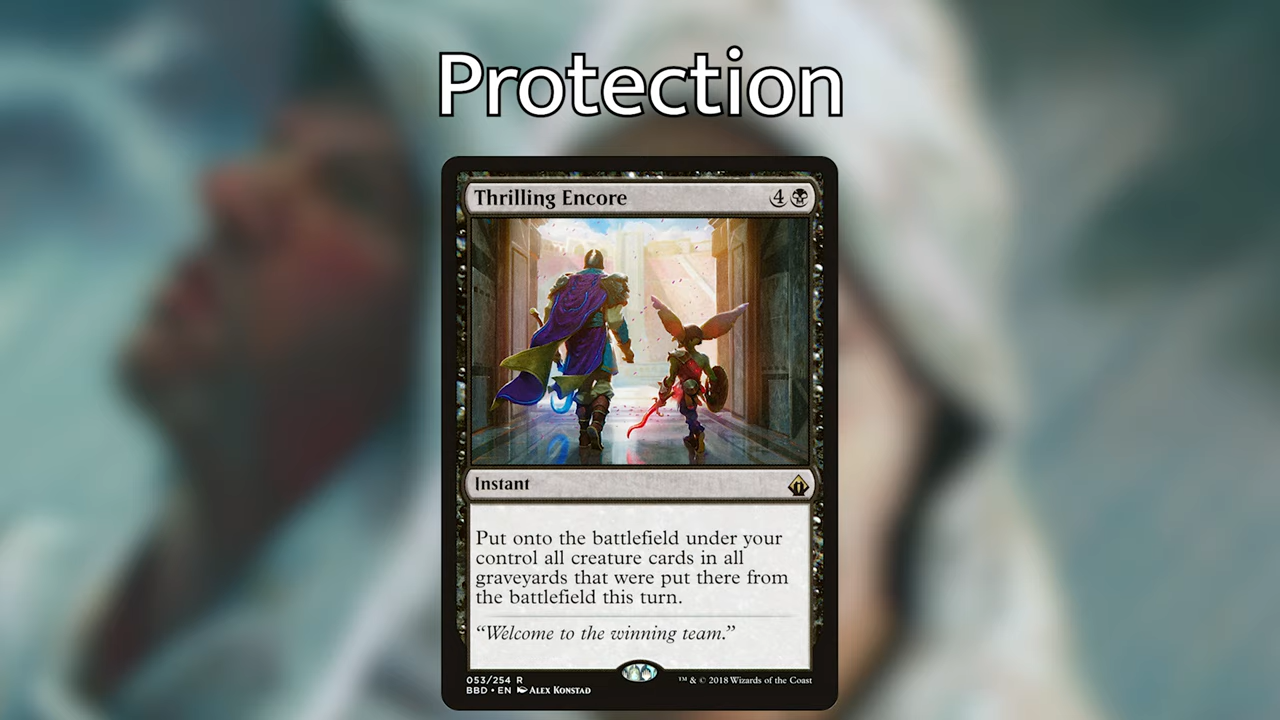 Protection
Thrilling Encore 4
Instant
Put onto the battlefield under your
control all creature cards in all
graveyards that were put there from
the battlefield this turn.
“Welcome to the winning team.”
053/254 R
BBD • EN Alex Konstad
™ & © 2018 Wizards of the Coast